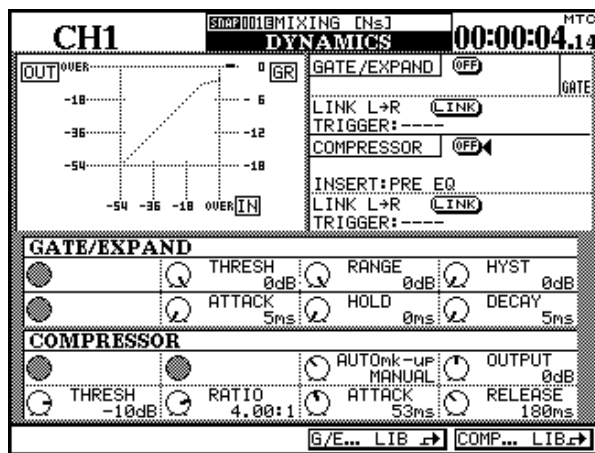 CH1
SNAP001 MIXING [Ns]
DYNAMICS
MTC
00:00:04.14
OUT
OVER
0
GR
-18
6
-36
-12
-54
-18
-54 -36 -18 OVER
IN
GATE/EXPAND OFF
GATE
LINK L→R LINK
TRIGGER:----
COMPRESSOR OFF
INSERT:PRE EQ
LINK L→R LINK
TRIGGER:----
GATE/EXPAND
THRESH 0dB
RANGE 0dB
HYST 0dB
ATTACK 5ms
HOLD 0ms
DECAY 5ms
COMPRESSOR
AUTOmk-up MANUAL
OUTPUT 0dB
THRESH -10dB
RATIO 4.00:1
ATTACK 53ms
RELEASE 180ms
G/E... LIB
COMP... LIB